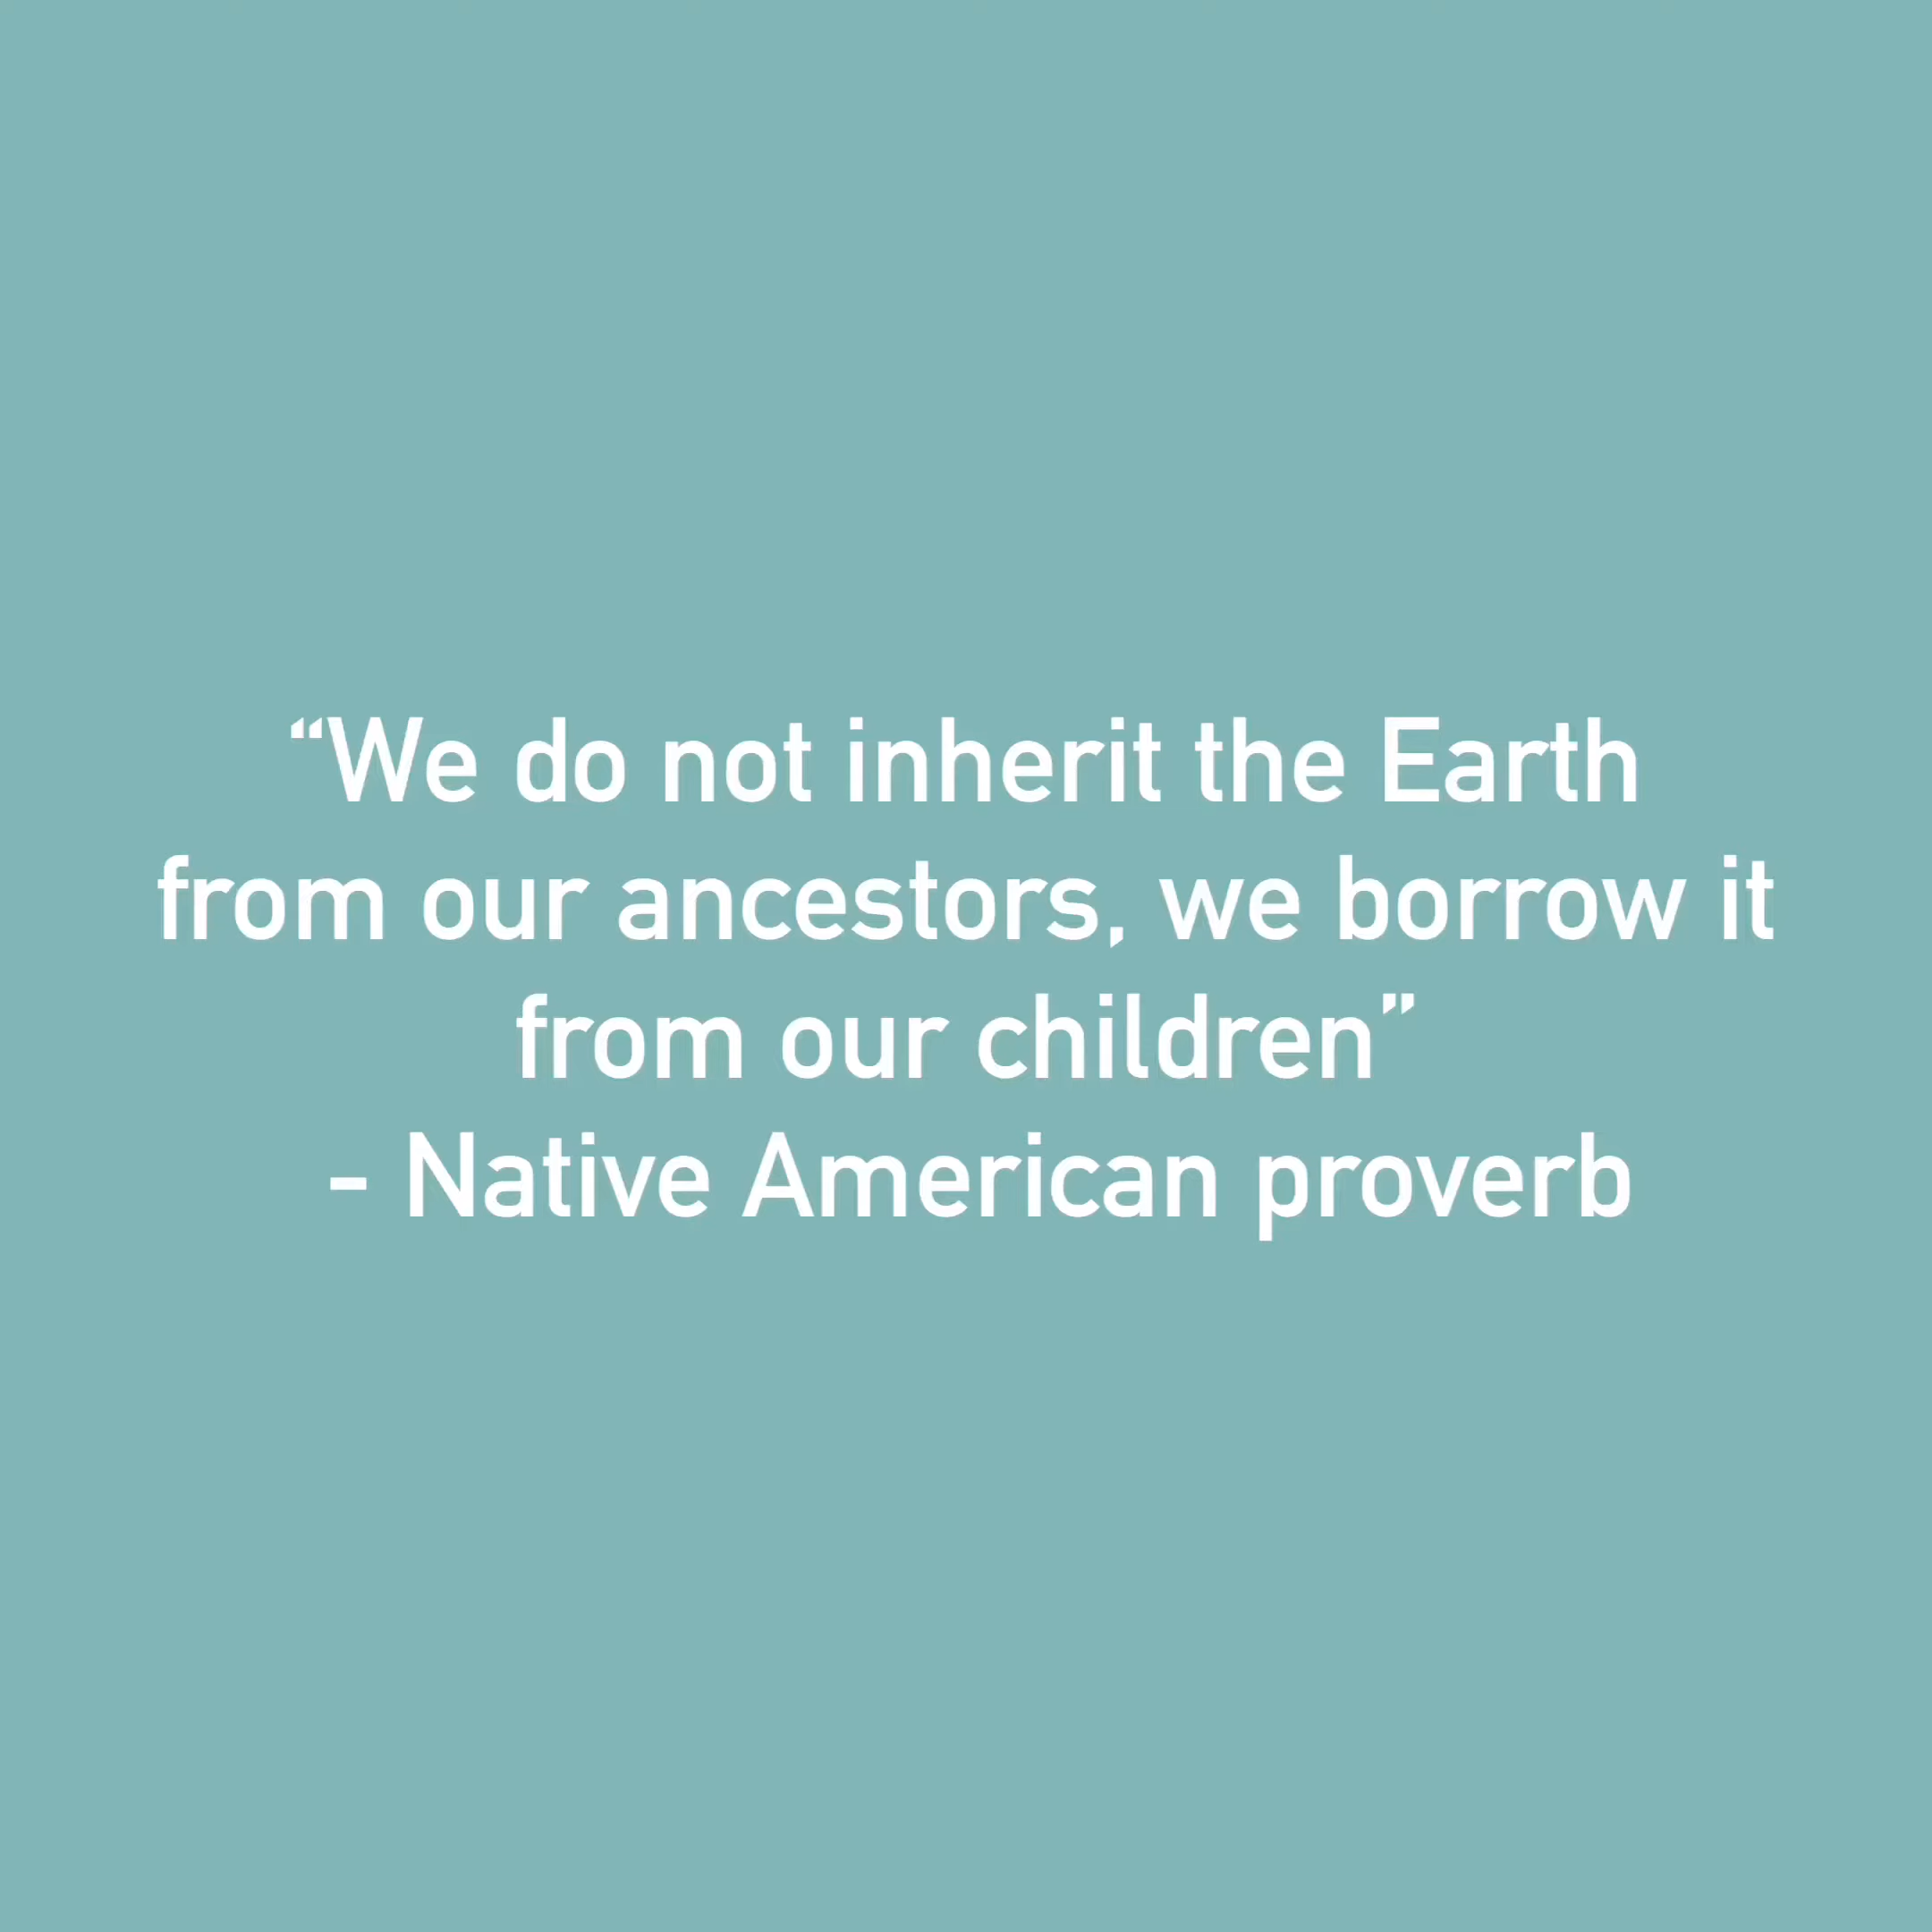 “We do not inherit the Earth
from our ancestors, we borrow it
from our children”
- Native American proverb